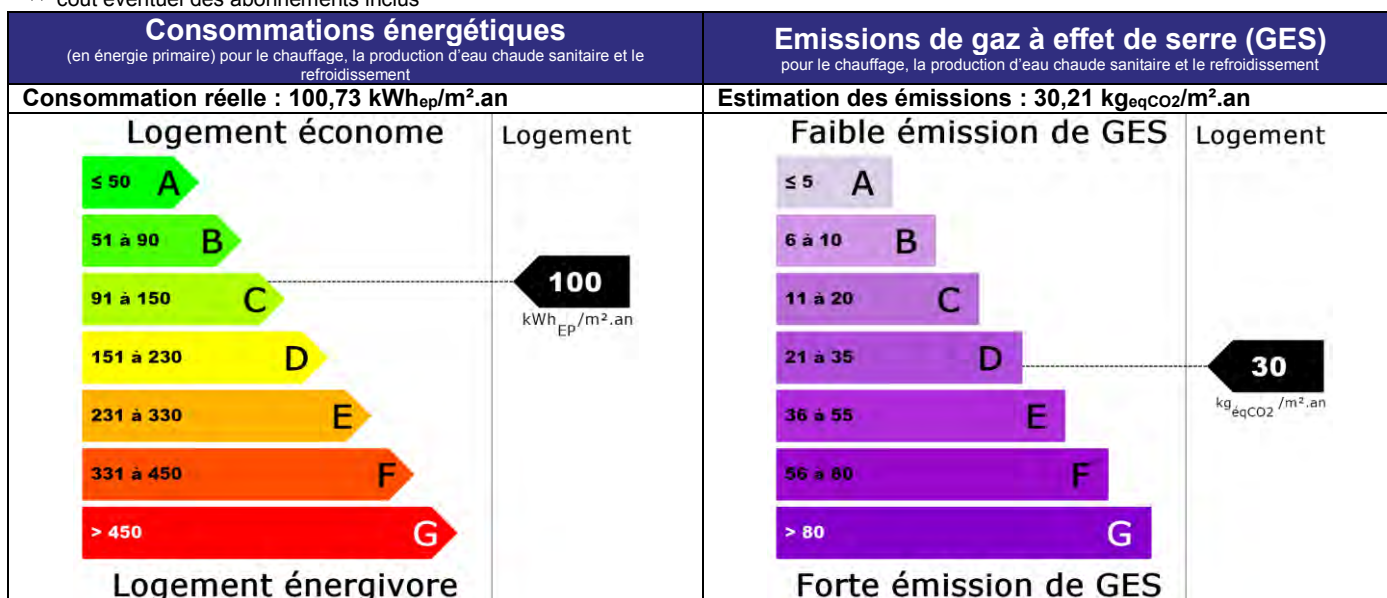 coût éventuel des abonnements inclus
Consommations énergétiques
(en énergie primaire) pour le chauffage, la production d'eau chaude sanitaire et le
refroidissement
Consommation réelle : 100,73 kWhep/m².an
Logement économe
Logement
≤ 50 A
51 à 90 B
91 à 150 C
151 à 230 D
231 à 330 E
331 à 450 F
> 450 G
100
kWhEP/m².an
Logement énergivore
Emissions de gaz à effet de serre (GES)
pour le chauffage, la production d'eau chaude sanitaire et le refroidissement
Estimation des émissions : 30,21 kgeqCO2/m².an
Faible émission de GES
Logement
≤ 5 A
6 à 10 B
11 à 20 C
21 à 35 D
36 à 55 E
56 à 80 F
> 80 G
30
kgéqCO2/m².an
Forte émission de GES